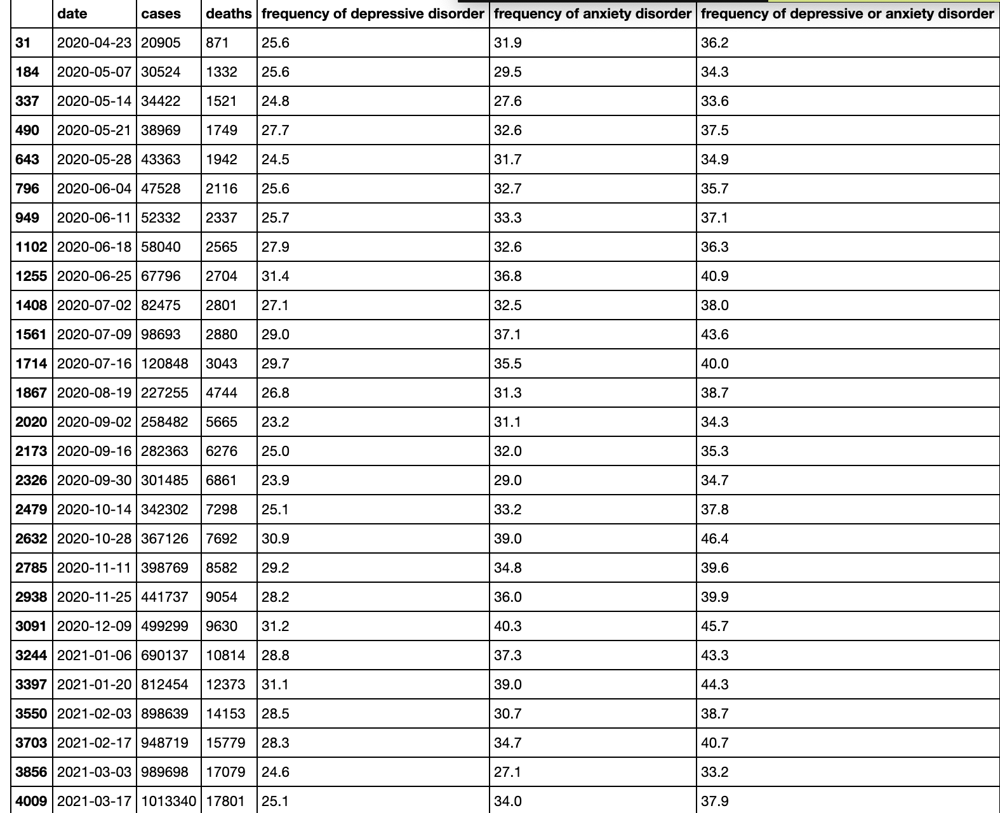 date cases deaths frequency of depressive disorder frequency of anxiety disorder frequency of depressive or anxiety disorder
31 2020-04-23 20905 871 25.6 31.9 36.2
184 2020-05-07 30524 1332 25.6 29.5 34.3
337 2020-05-14 34422 1521 24.8 27.6 33.6
490 2020-05-21 38969 1749 27.7 32.6 37.5
643 2020-05-28 43363 1942 24.5 31.7 34.9
796 2020-06-04 47528 2116 25.6 32.7 35.7
949 2020-06-11 52332 2337 25.7 33.3 37.1
1102 2020-06-18 58040 2565 27.9 32.6 36.3
1255 2020-06-25 67796 2704 31.4 36.8 40.9
1408 2020-07-02 82475 2801 27.1 32.5 38.0
1561 2020-07-09 98693 2880 29.0 37.1 43.6
1714 2020-07-16 120848 3043 29.7 35.5 40.0
1867 2020-08-19 227255 4744 26.8 31.3 38.7
2020 2020-09-02 258482 5665 23.2 31.1 34.3
2173 2020-09-16 282363 6276 25.0 32.0 35.3
2326 2020-09-30 301485 6861 23.9 29.0 34.7
2479 2020-10-14 342302 7298 25.1 33.2 37.8
2632 2020-10-28 367126 7692 30.9 39.0 46.4
2785 2020-11-11 398769 8582 29.2 34.8 39.6
2938 2020-11-25 441737 9054 28.2 36.0 39.9
3091 2020-12-09 499299 9630 31.2 40.3 45.7
3244 2021-01-06 690137 10814 28.8 37.3 43.3
3397 2021-01-20 812454 12373 31.1 39.0 44.3
3550 2021-02-03 898639 14153 28.5 30.7 38.7
3703 2021-02-17 948719 15779 28.3 34.7 40.7
3856 2021-03-03 989698 17079 24.6 27.1 33.2
4009 2021-03-17 1013340 17801 25.1 34.0 37.9